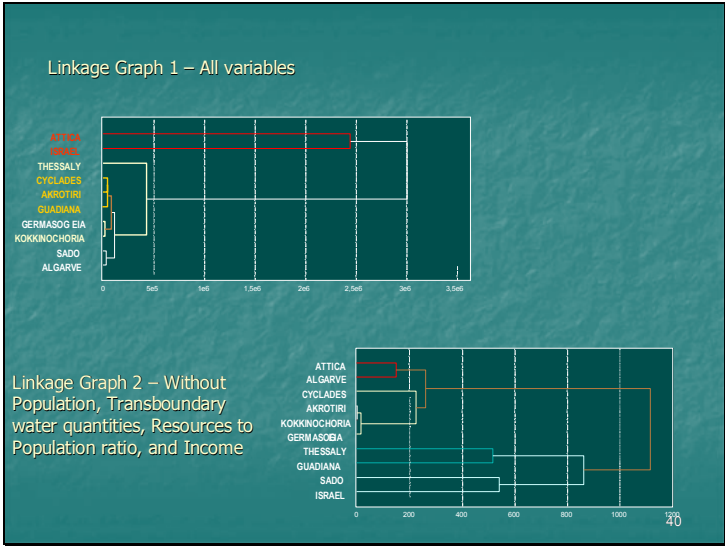 Linkage Graph 1 – All variables
ATTICA
ISRAEL
THESSALY
CYCLADES
AKROTIRI
GUADIANA
GERMASOG EIA
KOKKINOCHORIA
SADO
ALGARVE
0 5e5 1e6 1,5e6 2e6 2,5e6 3e6 3,5e6
Linkage Graph 2 – Without
Population, Transboundary
water quantities, Resources to
Population ratio, and Income
ATTICA
ALGARVE
CYCLADES
AKROTIRI
KOKKINOCHORIA
GERMASOGEIA
THESSALY
GUADIANA
SADO
ISRAEL
0 200 400 600 800 1000 1200
40